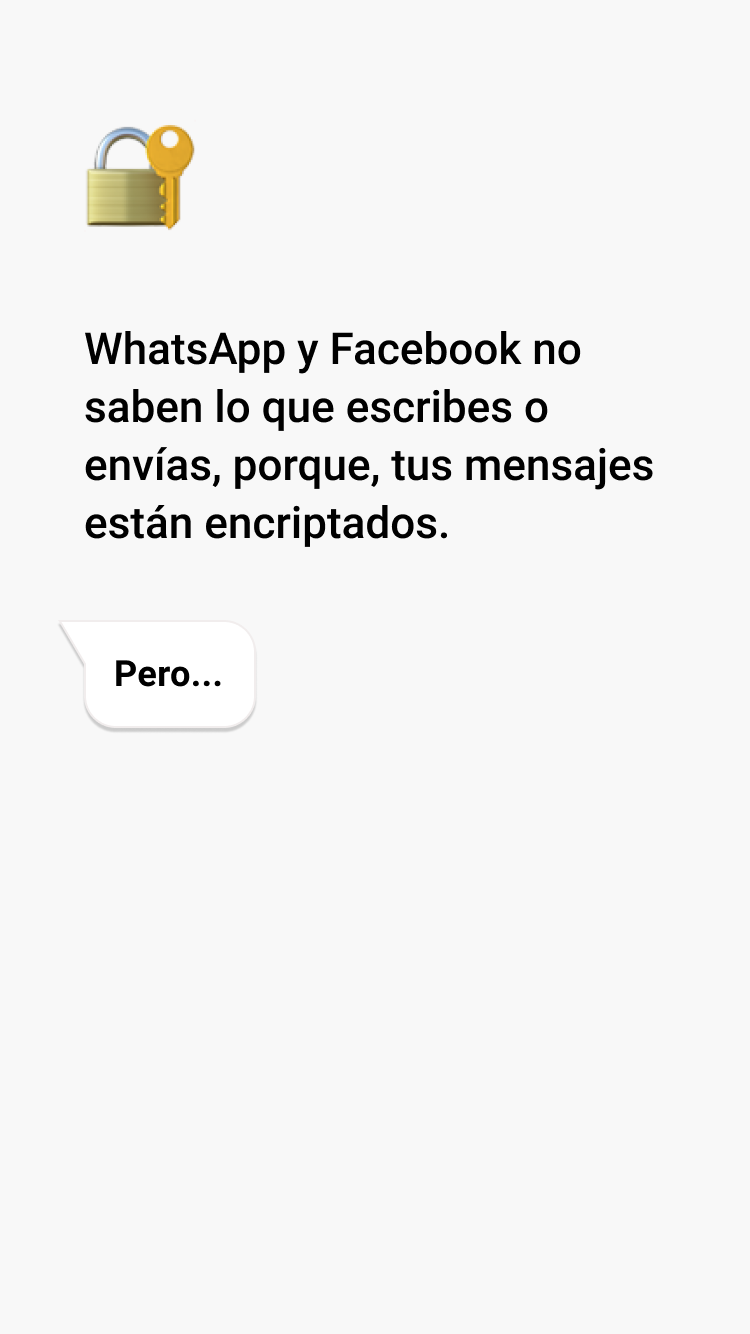 WhatsApp y Facebook no
saben lo que escribes o
envías, porque, tus mensajes
están encriptados.
Pero...